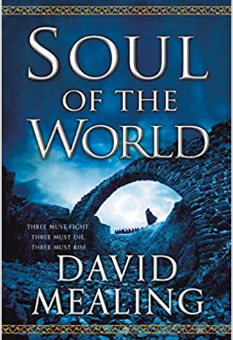 SOUL
OF THE
WORLD
THREE MUST FIGHT.
THREE MUST DIE.
THREE MUST RISE.
DAVID
MEALING